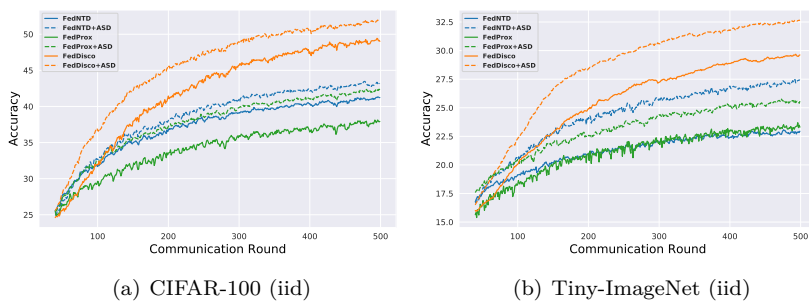 FedNTD
FedNTD+ASD
FedProx
FedProx+ASD
FedDisco
FedDisco+ASD
Accuracy
50
45
40
35
30
25
100
200
300
400
500
Communication Round
(a) CIFAR-100 (iid)
FedNTD
FedNTD+ASD
FedProx
FedProx+ASD
FedDisco
FedDisco+ASD
Accuracy
32.5
30.0
27.5
25.0
22.5
20.0
17.5
15.0
100
200
300
400
500
Communication Round
(b) Tiny-ImageNet (iid)